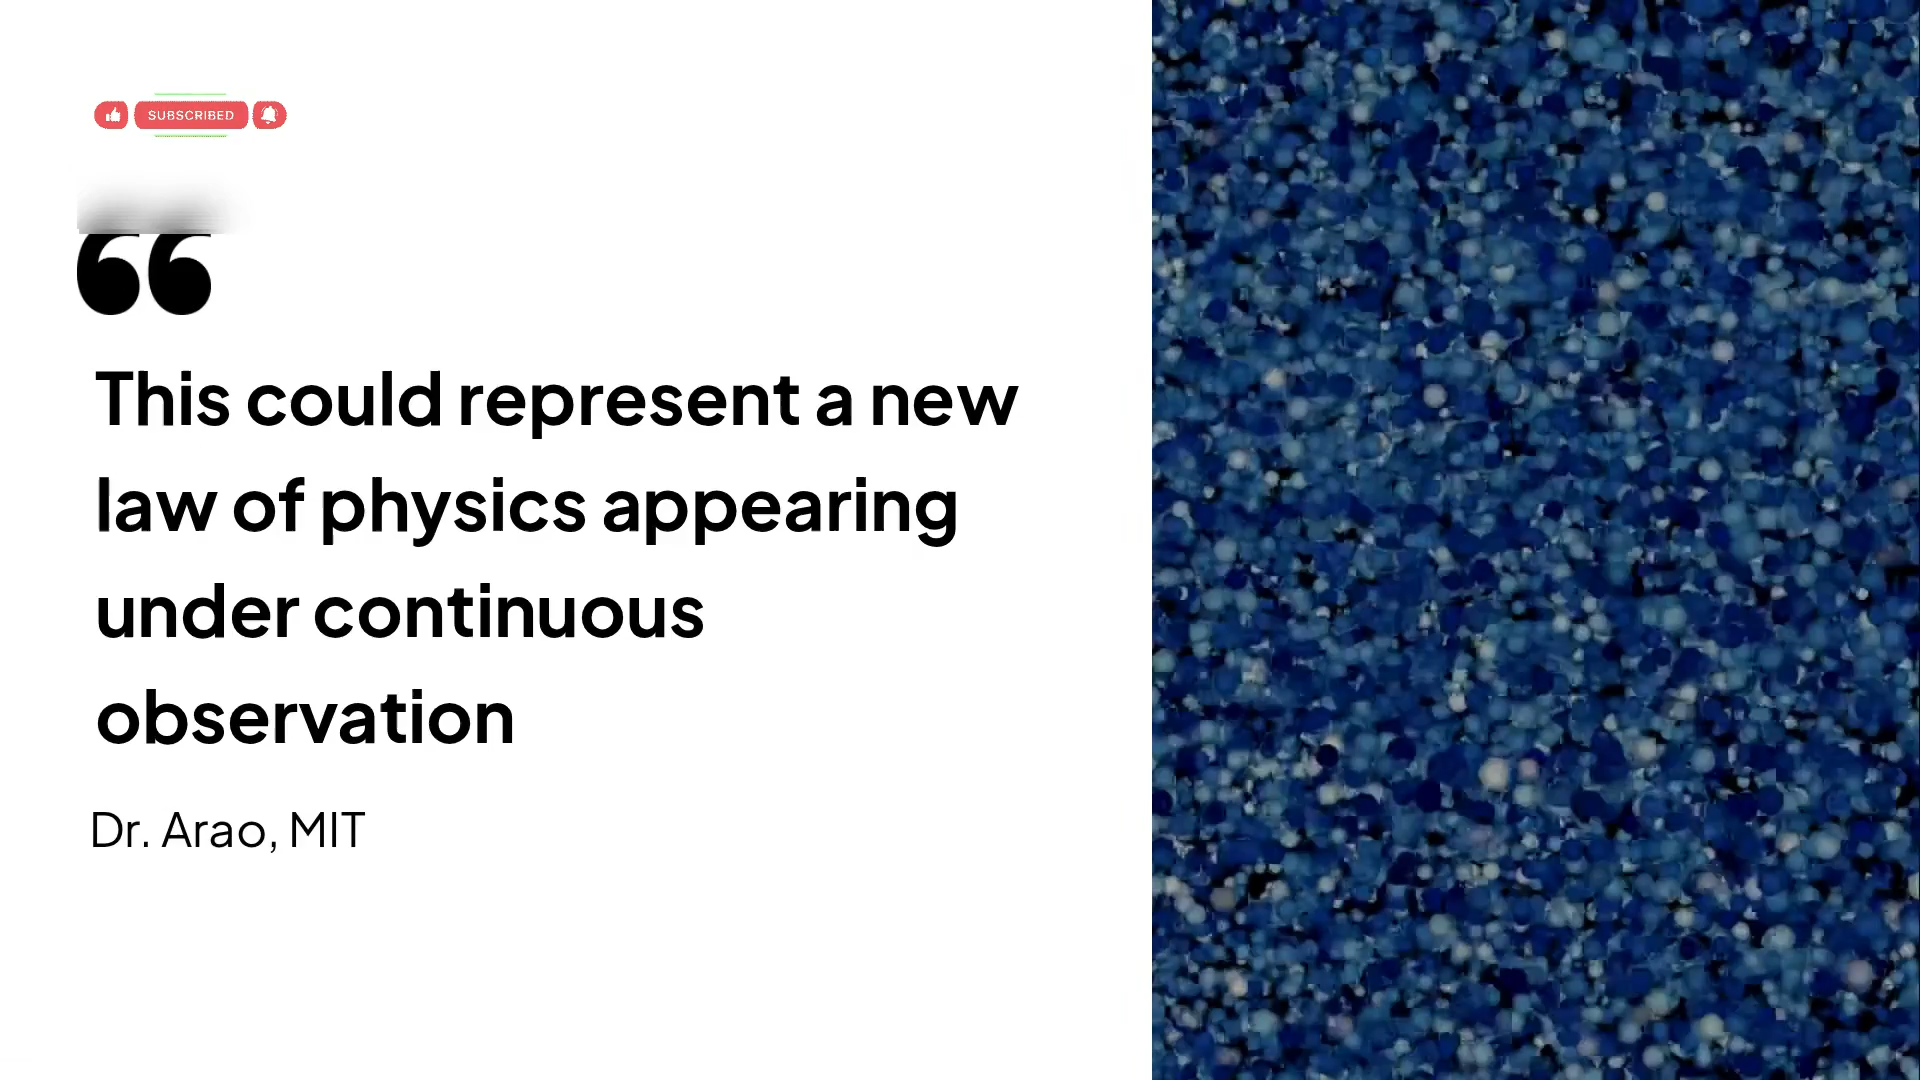 SUBSCRIBED
“
This could represent a new
law of physics appearing
under continuous
observation
Dr. Arao, MIT